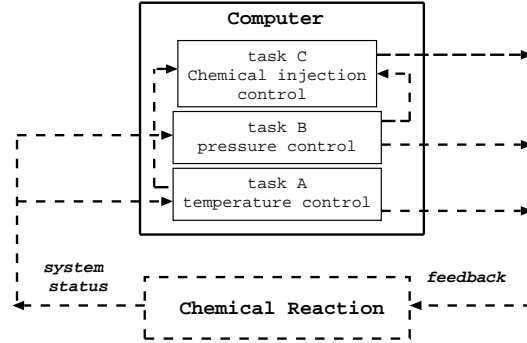 Computer
task C
Chemical injection
control
task B
pressure control
task A
temperature control
system
status
feedback
Chemical Reaction